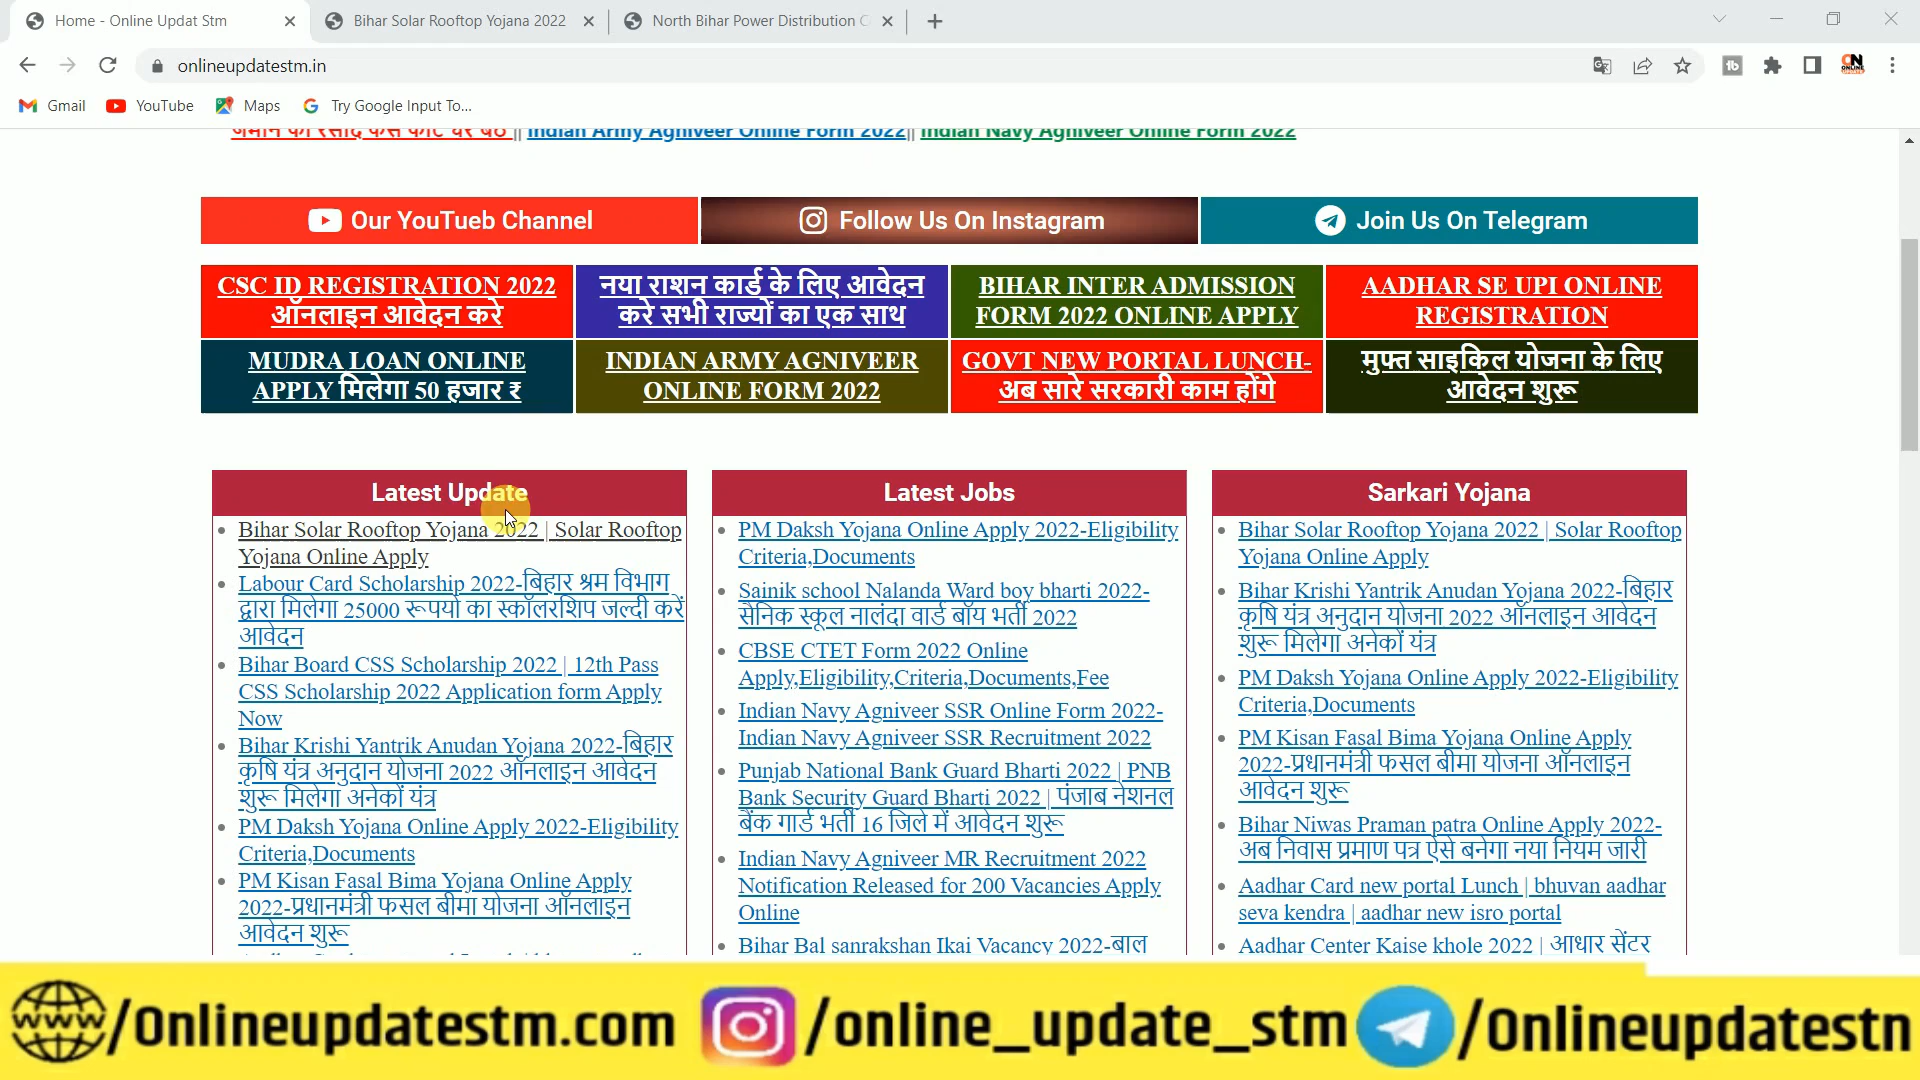 Home - Online Updat Stm
Bihar Solar Rooftop Yojana 2022
North Bihar Power Distribution C
onlineupdatestm.in
Gmail
YouTube
Maps
Try Google Input To...
Indian Army Agniveer Online Form 2022|| Indian Navy Agniveer Online Form 2022
Our YouTueb Channel
Follow Us On Instagram
Join Us On Telegram
CSC ID REGISTRATION 2022
ऑनलाइन आवेदन करे
नया राशन कार्ड के लिए आवेदन
करे सभी राज्यों का एक साथ
BIHAR INTER ADMISSION
FORM 2022 ONLINE APPLY
AADHAR SE UPI ONLINE
REGISTRATION
MUDRA LOAN ONLINE
APPLY मिलेगा 50 हजार ₹
INDIAN ARMY AGNIVEER
ONLINE FORM 2022
GOVT NEW PORTAL LUNCH-
अब सारे सरकारी काम होंगे
मुफ्त साइकिल योजना के लिए
आवेदन शुरू
Latest Update
Bihar Solar Rooftop Yojana 2022 | Solar Rooftop
Yojana Online Apply
Labour Card Scholarship 2022-बिहार श्रम विभाग
द्वारा मिलेगा 25000 रूपयो का स्कॉलरशिप जल्दी करें
आवेदन
Bihar Board CSS Scholarship 2022 | 12th Pass
CSS Scholarship 2022 Application form Apply
Now
Bihar Krishi Yantrik Anudan Yojana 2022-बिहार
कृषि यंत्र अनुदान योजना 2022 ऑनलाइन आवेदन
शुरू मिलेगा अनेकों यंत्र
PM Daksh Yojana Online Apply 2022-Eligibility
Criteria,Documents
PM Kisan Fasal Bima Yojana Online Apply
2022-प्रधानमंत्री फसल बीमा योजना ऑनलाइन
आवेदन शुरू
Latest Jobs
PM Daksh Yojana Online Apply 2022-Eligibility
Criteria,Documents
Sainik school Nalanda Ward boy bharti 2022-
सैनिक स्कूल नालंदा वार्ड बॉय भर्ती 2022
CBSE CTET Form 2022 Online
Apply,Eligibility,Criteria,Documents,Fee
Indian Navy Agniveer SSR Online Form 2022-
Indian Navy Agniveer SSR Recruitment 2022
Punjab National Bank Guard Bharti 2022 | PNB
Bank Security Guard Bharti 2022 | पंजाब नेशनल
बैंक गार्ड भर्ती 16 जिले में आवेदन शुरू
Indian Navy Agniveer MR Recruitment 2022
Notification Released for 200 Vacancies Apply
Online
Bihar Bal sanrakshan Ikai Vacancy 2022-बाल
Sarkari Yojana
Bihar Solar Rooftop Yojana 2022 | Solar Rooftop
Yojana Online Apply
Bihar Krishi Yantrik Anudan Yojana 2022-बिहार
कृषि यंत्र अनुदान योजना 2022 ऑनलाइन आवेदन
शुरू मिलेगा अनेकों यंत्र
PM Daksh Yojana Online Apply 2022-Eligibility
Criteria,Documents
PM Kisan Fasal Bima Yojana Online Apply
2022-प्रधानमंत्री फसल बीमा योजना ऑनलाइन
आवेदन शुरू
Bihar Niwas Praman patra Online Apply 2022-
अब निवास प्रमाण पत्र ऐसे बनेगा नया नियम जारी
Aadhar Card new portal Lunch | bhuvan aadhar
seva kendra | aadhar new isro portal
Aadhar Center Kaise khole 2022 | आधार सेंटर
www/Onlineupdatestm.com
/online_update_stm
/Onlineupdatestn